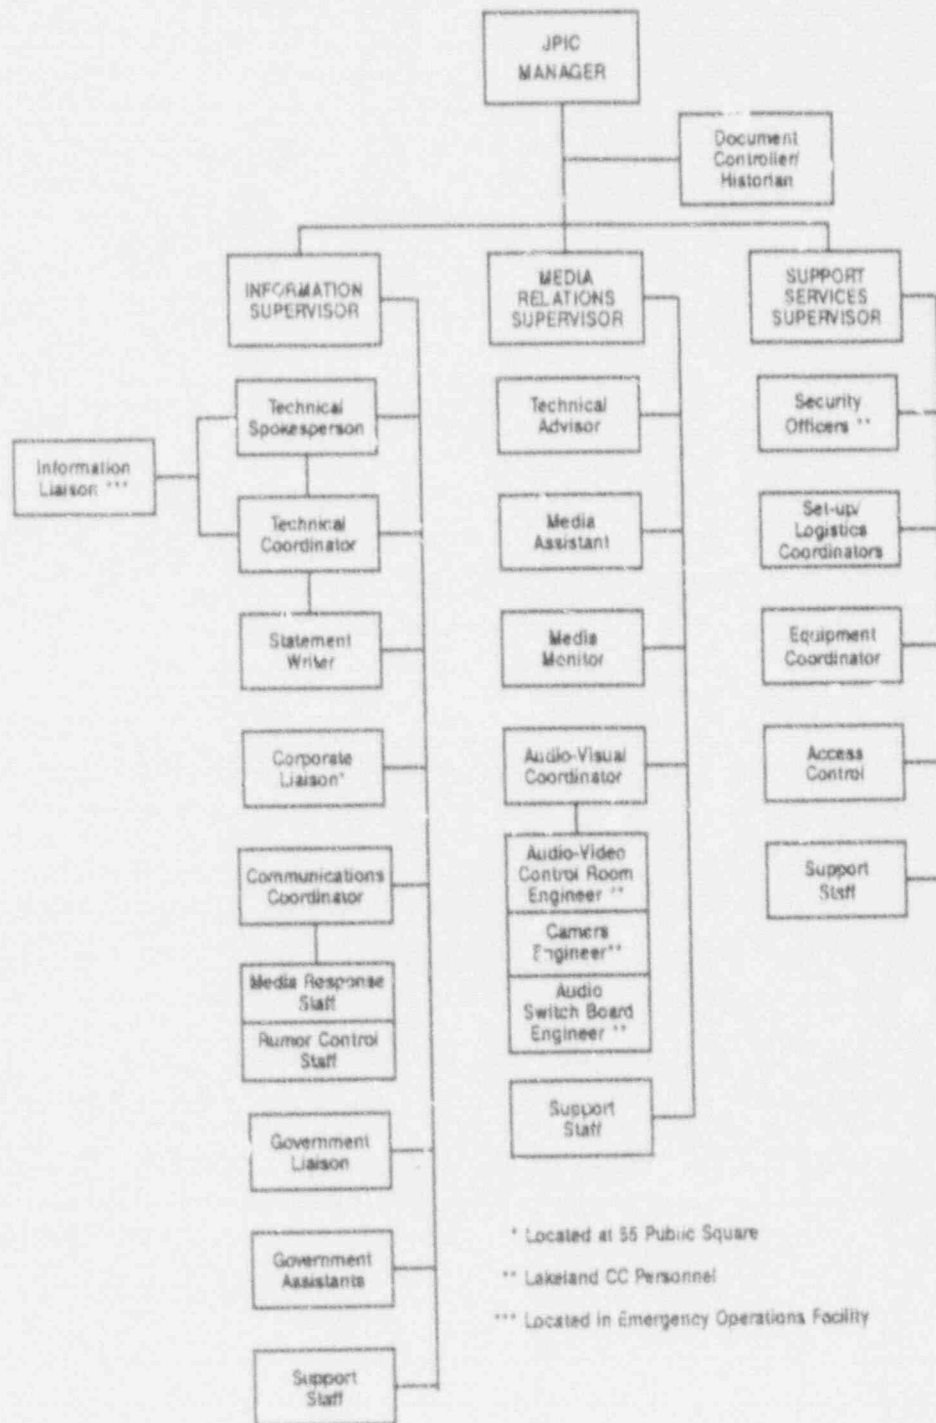 JPIC
MANAGER
Document
Controller/
Historian
INFORMATION
SUPERVISOR
MEDIA
RELATIONS
SUPERVISOR
SUPPORT
SERVICES
SUPERVISOR
Technical
Spokesperson
Information
Liaison ***
Technical
Coordinator
Statement
Writer
Corporate
Liaison*
Communications
Coordinator
Media Response
Staff
Rumor Control
Staff
Government
Liaison
Government
Assistants
Support
Staff
Technical
Advisor
Media
Assistant
Media
Monitor
Audio-Visual
Coordinator
Audio-Video
Control Room
Engineer **
Camera
Engineer**
Audio
Switch Board
Engineer **
Support
Staff
Security
Officers **
Set-up/
Logistics
Coordinators
Equipment
Coordinator
Access
Control
Support
Staff
* Located at 55 Public Square
** Lakeland CC Personnel
*** Located in Emergency Operations Facility